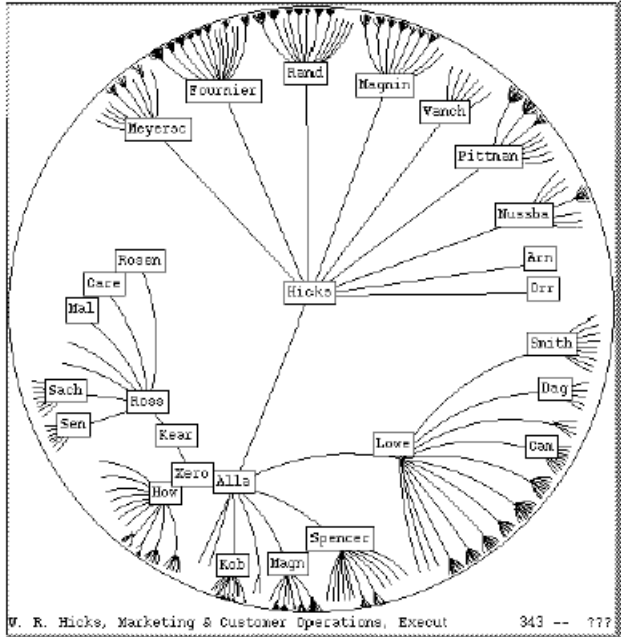 Rand
Fournier
Magnin
Vanch
Meyerso
Pittman
Nussba
Rosen
Arn
Care
Orr
Hicks
Mal
Smith
Sach
Dag
Ross
Sen
Kear
Lowe
Cam
Zero
Alla
How
Spencer
Kob
Magn
W. R. Hicks, Marketing & Customer Operations, Execut 343 -- ???